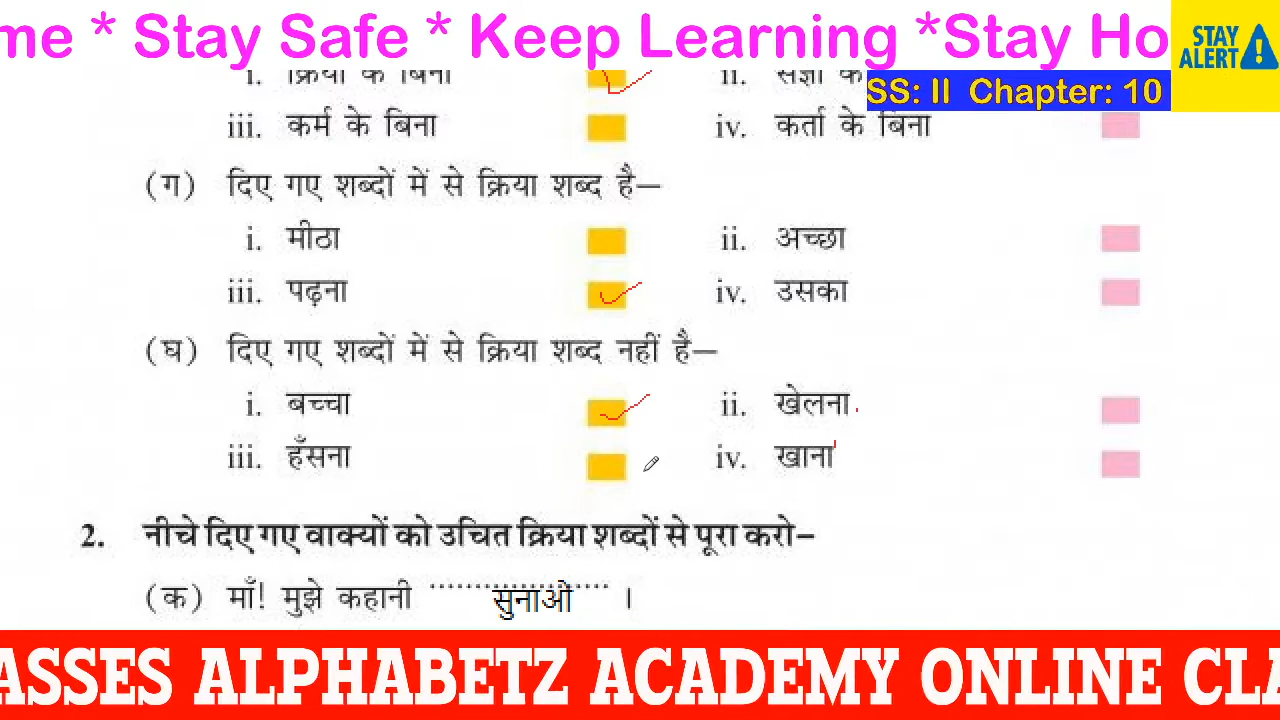 me * Stay Safe * Keep Learning *Stay Ho
STAY
ALERT
i. क्रिया के बिना
ii. संज्ञा के
SS: II Chapter: 10
iii. कर्म के बिना
iv. कर्ता के बिना
(ग) दिए गए शब्दों में से क्रिया शब्द है–
i. मीठा
ii. अच्छा
iii. पढ़ना
iv. उसका
(घ) दिए गए शब्दों में से क्रिया शब्द नहीं है–
i. बच्चा
ii. खेलना
iii. हँसना
iv. खाना
2. नीचे दिए गए वाक्यों को उचित क्रिया शब्दों से पूरा करो–
(क) माँ! मुझे कहानी .................... सुनाओ ।
ASSES ALPHABETZ ACADEMY ONLINE CLA